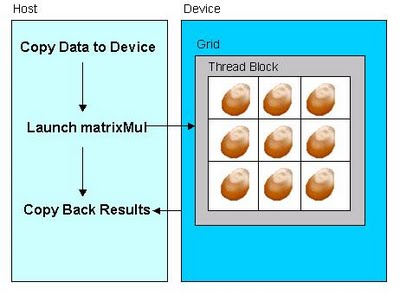 Host
Device
Copy Data to Device
Grid
Thread Block
Launch matrixMul
Copy Back Results